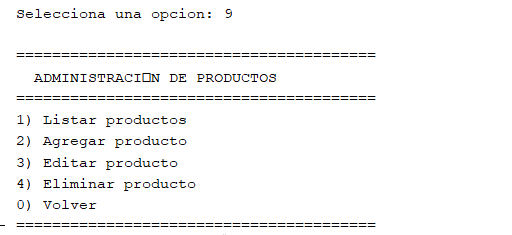 Selecciona una opcion: 9
========================================
ADMINISTRACI□N DE PRODUCTOS
========================================
1) Listar productos
2) Agregar producto
3) Editar producto
4) Eliminar producto
0) Volver
========================================